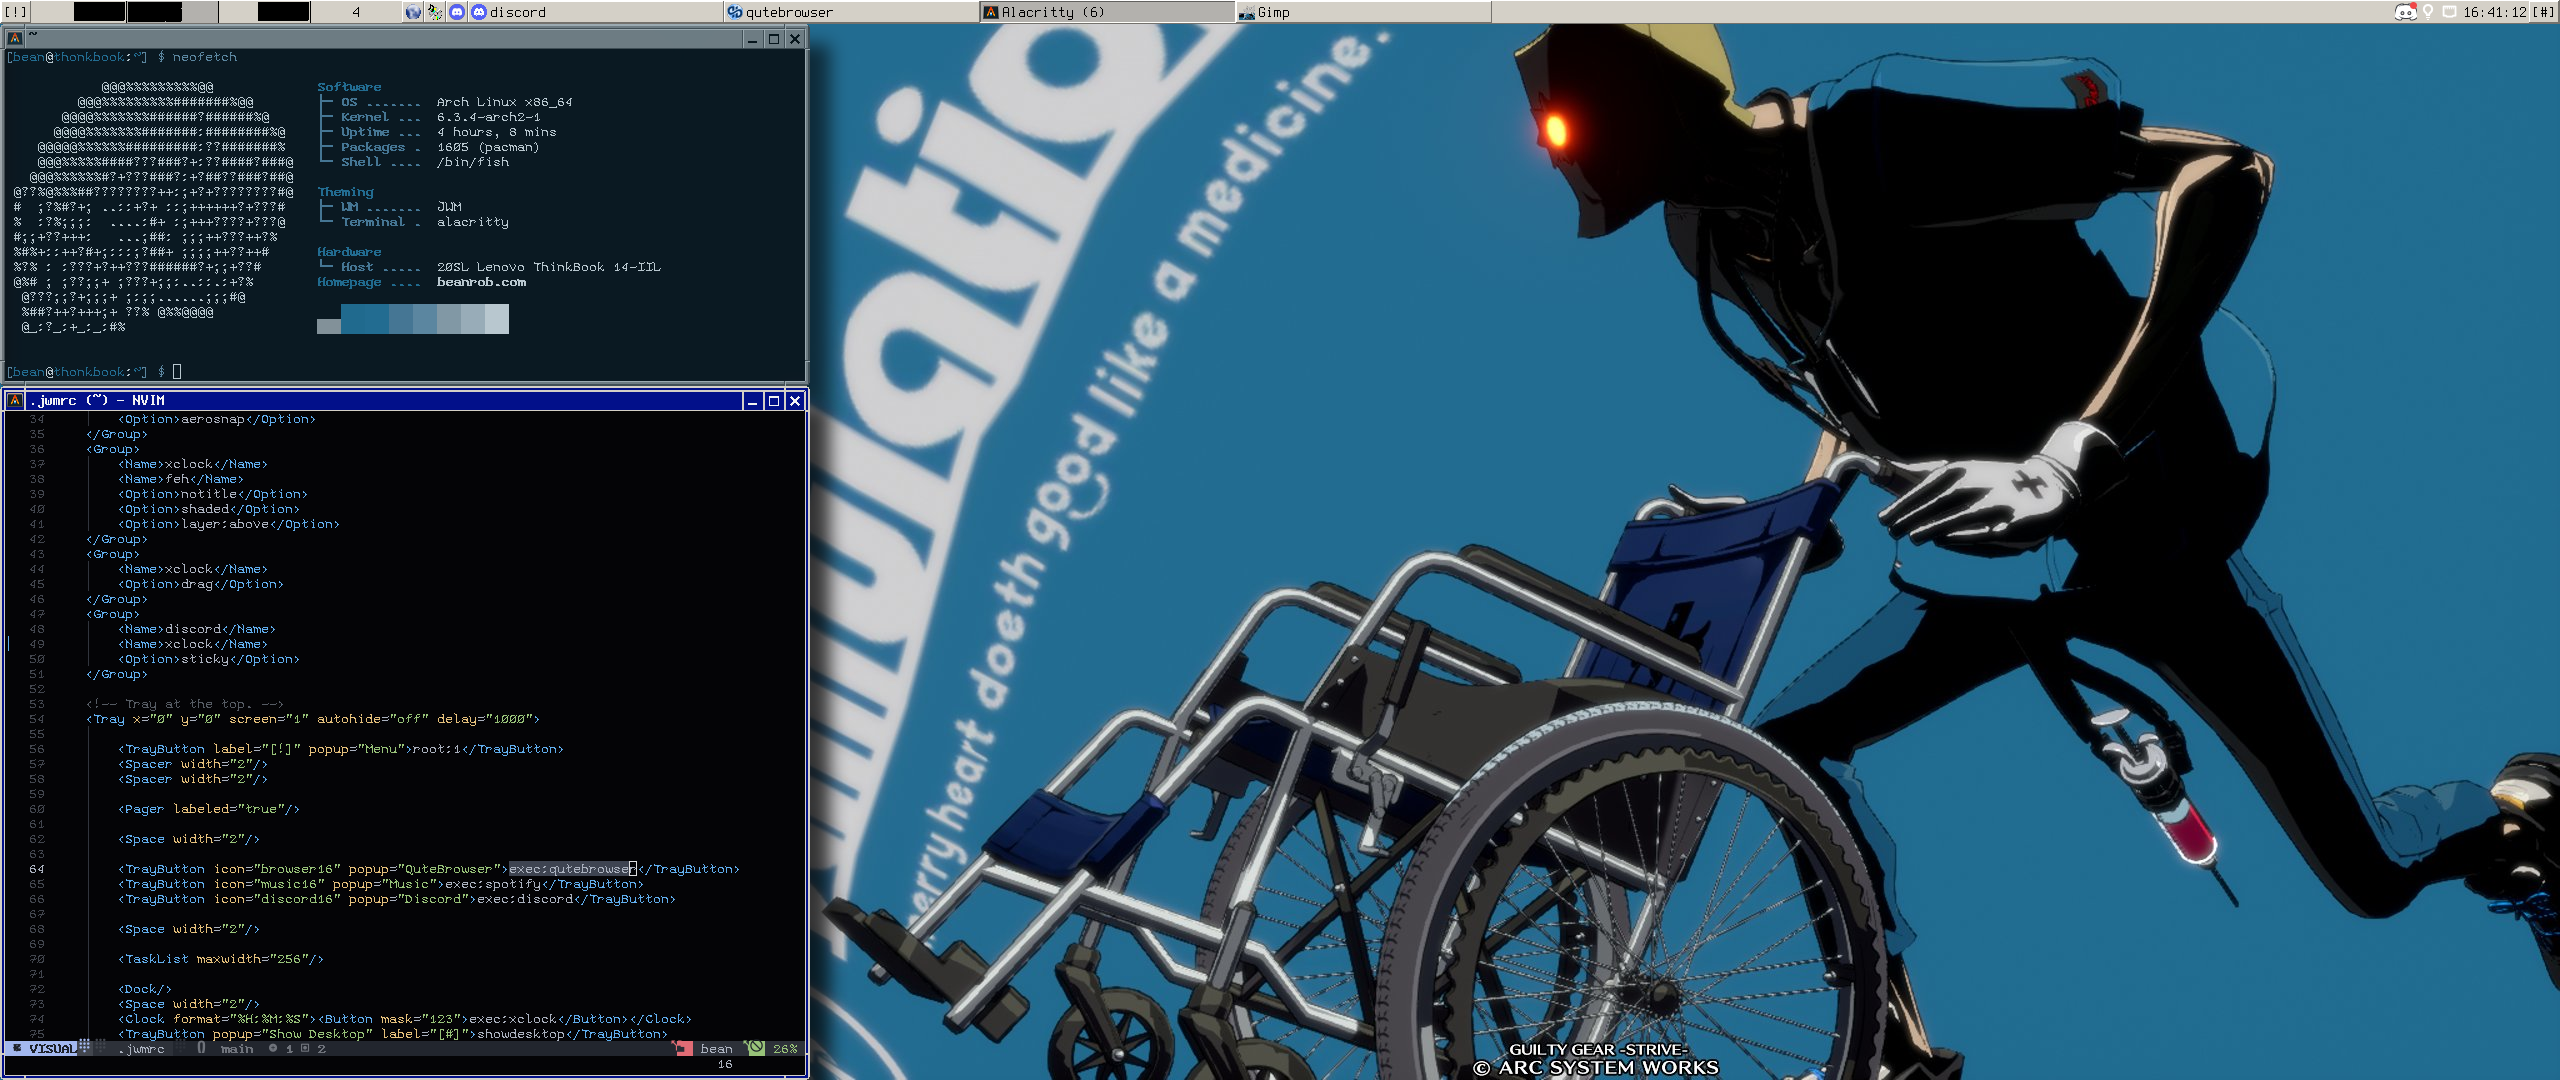 [!]
4
discord
qutebrowser
Alacritty (6)
Gimp
16:41:12 [#]
~
[bean@thonkbook:~] $ neofetch
Software
OS ....... Arch Linux x86_64
Kernel ... 6.3.4-arch2-1
Uptime ... 4 hours, 8 mins
Packages . 1605 (pacman)
Shell .... /bin/fish
Theming
WM ....... JWM
Terminal . alacritty
Hardware
Host ..... 20SL Lenovo ThinkBook 14-IIL
Homepage .... beanrob.com
[bean@thonkbook:~] $
.jwmrc (~) - NVIM
34 <Option>aerosnap</Option>
35 </Group>
36 <Group>
37 <Name>xclock</Name>
38 <Name>feh</Name>
39 <Option>notitle</Option>
40 <Option>shaded</Option>
41 <Option>layer:above</Option>
42 </Group>
43 <Group>
44 <Name>xclock</Name>
45 <Option>drag</Option>
46 </Group>
47 <Group>
48 <Name>discord</Name>
49 <Name>xclock</Name>
50 <Option>sticky</Option>
51 </Group>
52
53 <!-- Tray at the top. -->
54 <Tray x="0" y="0" screen="1" autohide="off" delay="1000">
55
56 <TrayButton label="[!]" popup="Menu">root:1</TrayButton>
57 <Spacer width="2"/>
58 <Spacer width="2"/>
59
60 <Pager labeled="true"/>
61
62 <Space width="2"/>
63
64 <TrayButton icon="browser16" popup="QuteBrowser">exec:qutebrowser</TrayButton>
65 <TrayButton icon="music16" popup="Music">exec:spotify</TrayButton>
66 <TrayButton icon="discord16" popup="Discord">exec:discord</TrayButton>
67
68 <Space width="2"/>
69
70 <TaskList maxwidth="256"/>
71
72 <Dock/>
73 <Space width="2"/>
74 <Clock format="%H:%M:%S"><Button mask="123">exec:xclock</Button></Clock>
75 <TrayButton popup="Show Desktop" label="[#]">showdesktop</TrayButton>
VISUAL .jwmrc main 1 2 bean 26%
16
erry heart doeth good like a medicine.
GUILTY GEAR -STRIVE-
© ARC SYSTEM WORKS